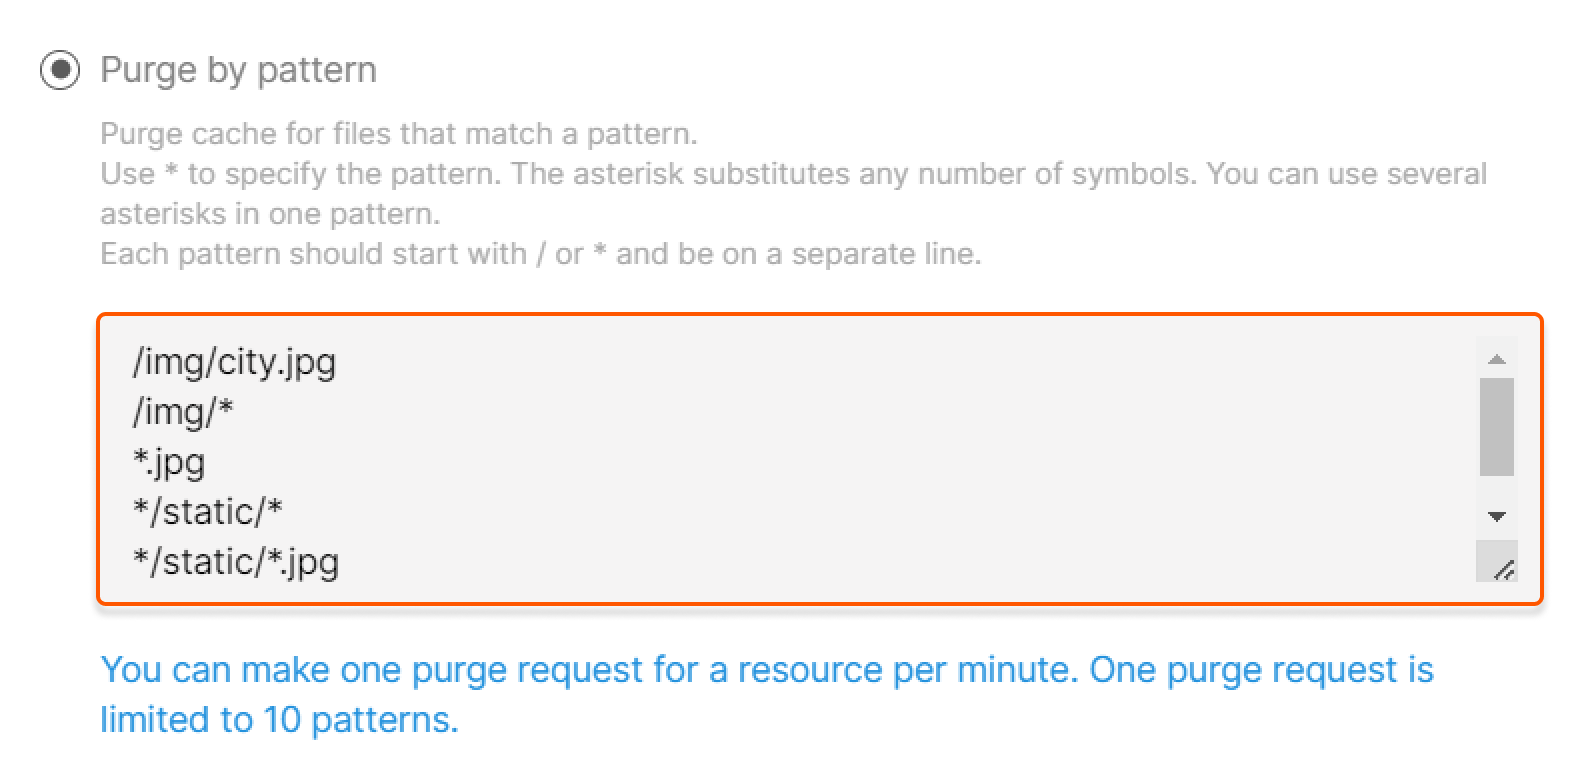 Purge by pattern
Purge cache for files that match a pattern.
Use * to specify the pattern. The asterisk substitutes any number of symbols. You can use several
asterisks in one pattern.
Each pattern should start with / or * and be on a separate line.
/img/city.jpg
/img/*
*.jpg
*/static/*
*/static/*.jpg
You can make one purge request for a resource per minute. One purge request is
limited to 10 patterns.